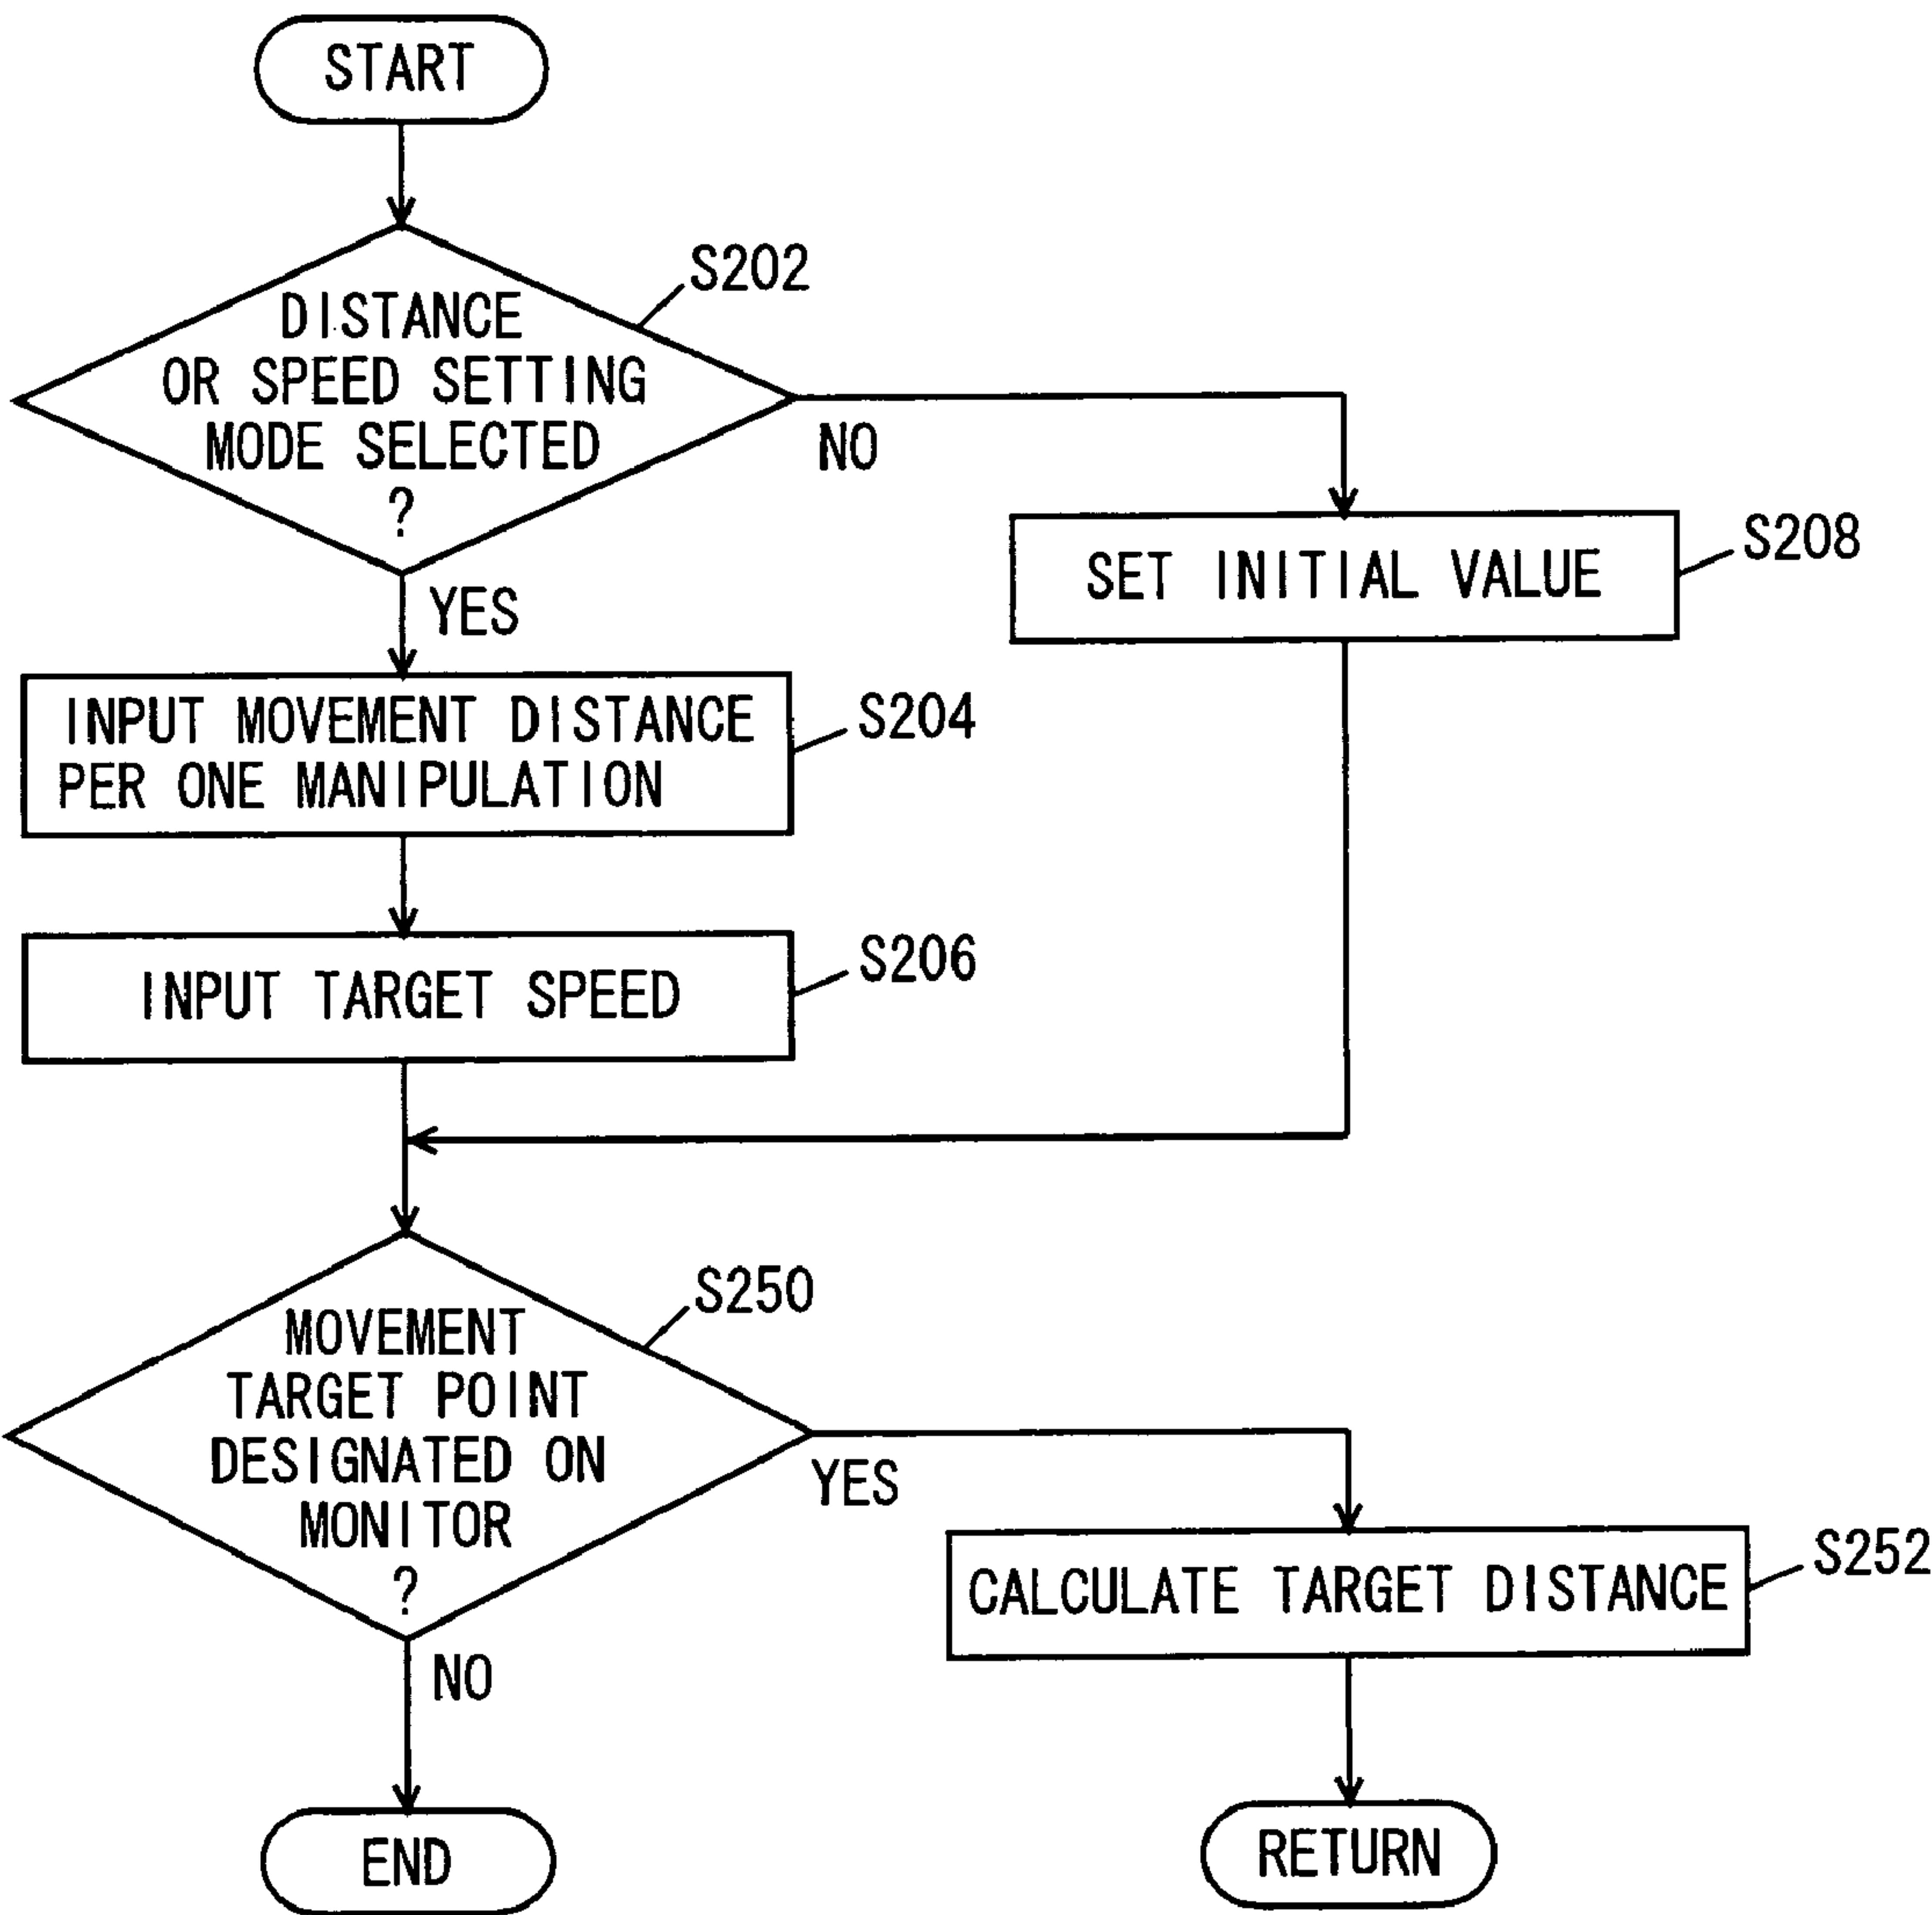 START
S202
DISTANCE
OR SPEED SETTING
MODE SELECTED
?
NO
YES
S208
SET INITIAL VALUE
S204
INPUT MOVEMENT DISTANCE
PER ONE MANIPULATION
S206
INPUT TARGET SPEED
S250
MOVEMENT
TARGET POINT
DESIGNATED ON
MONITOR
?
YES
NO
S252
CALCULATE TARGET DISTANCE
END
RETURN